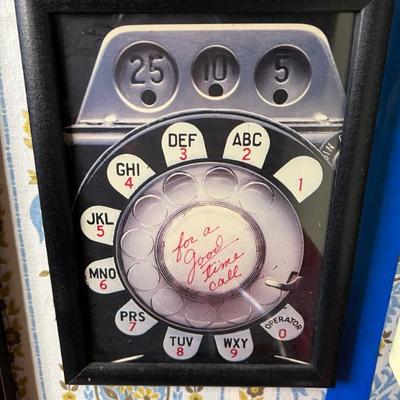 25 10 5
ABC
2
DEF
3
1
GHI
4
JKL
5
MNO
6
PRS
7
TUV
8
WXY
9
OPERATOR
0
for a
good
time
call